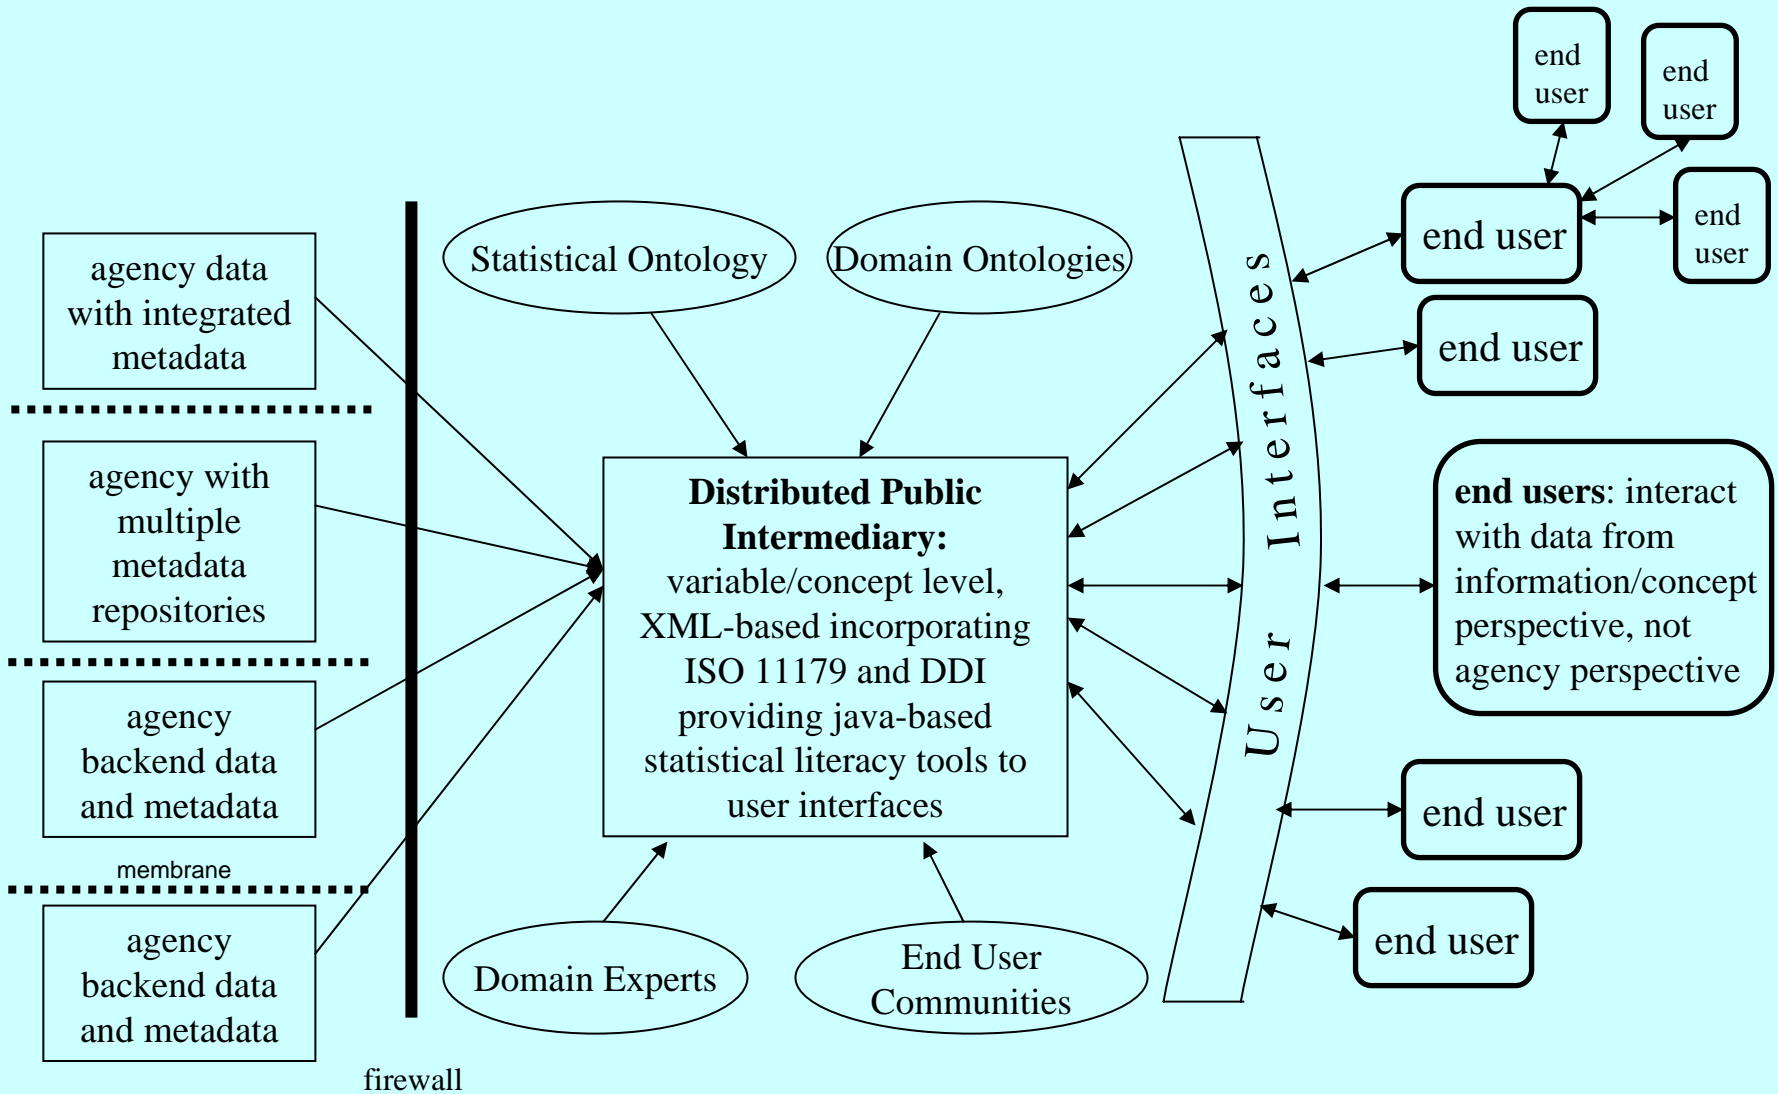 agency data
with integrated
metadata
agency with
multiple
metadata
repositories
agency
backend data
and metadata
membrane
agency
backend data
and metadata
firewall
Statistical Ontology
Domain Ontologies
Distributed Public
Intermediary:
variable/concept level,
XML-based incorporating
ISO 11179 and DDI
providing java-based
statistical literacy tools to
user interfaces
Domain Experts
End User
Communities
User Interfaces
end
user
end
user
end
user
end user
end user
end users: interact
with data from
information/concept
perspective, not
agency perspective
end user
end user